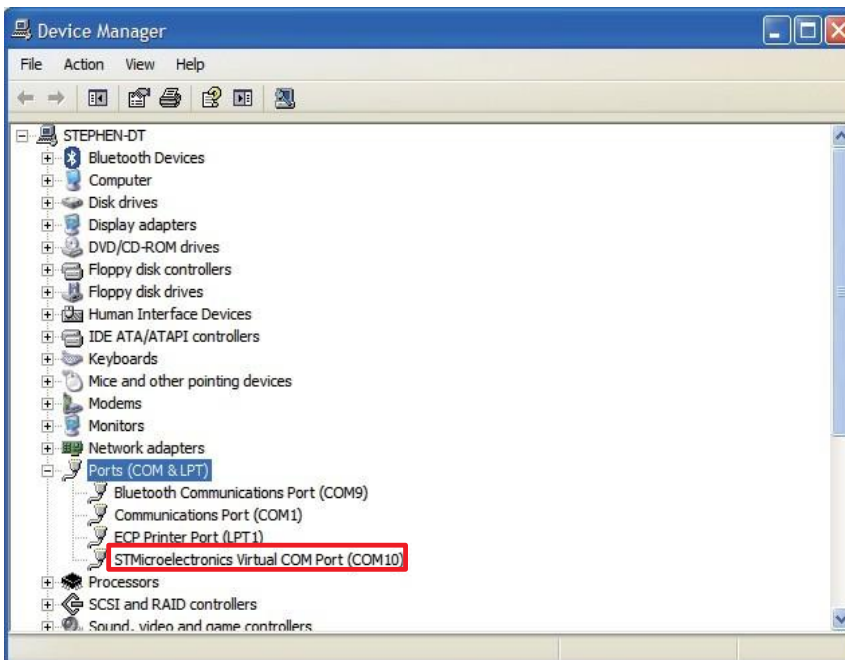 Device Manager
File Action View Help
STEPHEN-DT
Bluetooth Devices
Computer
Disk drives
Display adapters
DVD/CD-ROM drives
Floppy disk controllers
Floppy disk drives
Human Interface Devices
IDE ATA/ATAPI controllers
Keyboards
Mice and other pointing devices
Modems
Monitors
Network adapters
Ports (COM & LPT)
Bluetooth Communications Port (COM9)
Communications Port (COM1)
ECP Printer Port (LPT1)
STMicroelectronics Virtual COM Port (COM10)
Processors
SCSI and RAID controllers
Sound, video and game controllers